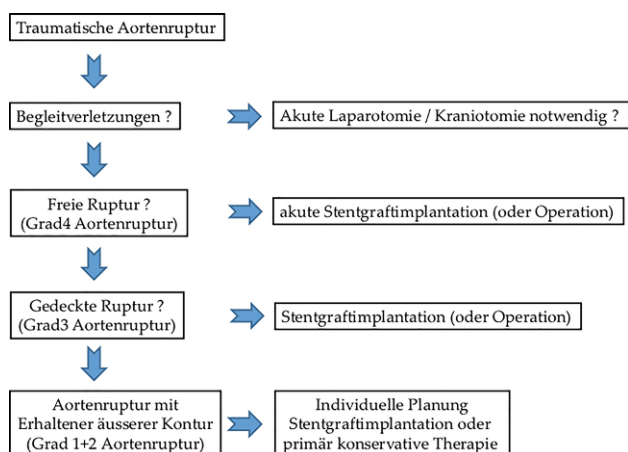 Traumatische Aortenruptur
Begleitverletzungen ?
Akute Laparotomie / Kraniotomie notwendig ?
Freie Ruptur ?
(Grad4 Aortenruptur)
akute Stentgraftimplantation (oder Operation)
Gedeckte Ruptur ?
(Grad3 Aortenruptur)
Stentgraftimplantation (oder Operation)
Aortenruptur mit
Erhaltener äusserer Kontur
(Grad 1+2 Aortenruptur)
Individuelle Planung
Stentgraftimplantation oder
primär konservative Therapie